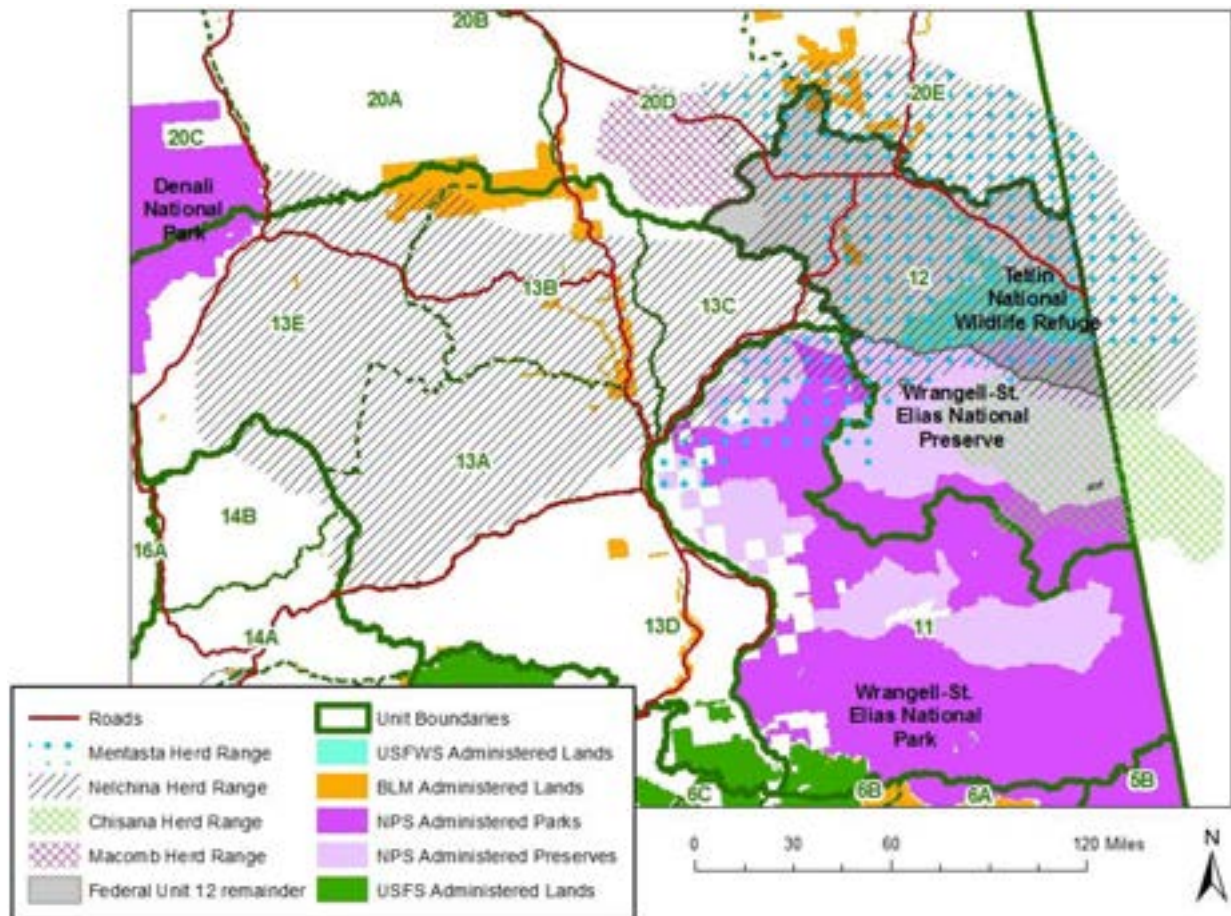 20B
20A
20D
20E
20C
Denali
National
Park
13E
13B
13C
12
Tetlin
National
Wildlife Refuge
Wrangell-St.
Elias National
Preserve
13A
14B
16A
14A
13D
11
Wrangell-St.
Elias National
Park
6C
6B
6A
5B
Roads
Mentasta Herd Range
Nelchina Herd Range
Chisana Herd Range
Macomb Herd Range
Federal Unit 12 remainder
Unit Boundaries
USFWS Administered Lands
BLM Administered Lands
NPS Administered Parks
NPS Administered Preserves
USFS Administered Lands
0 30 60 120 Miles
N